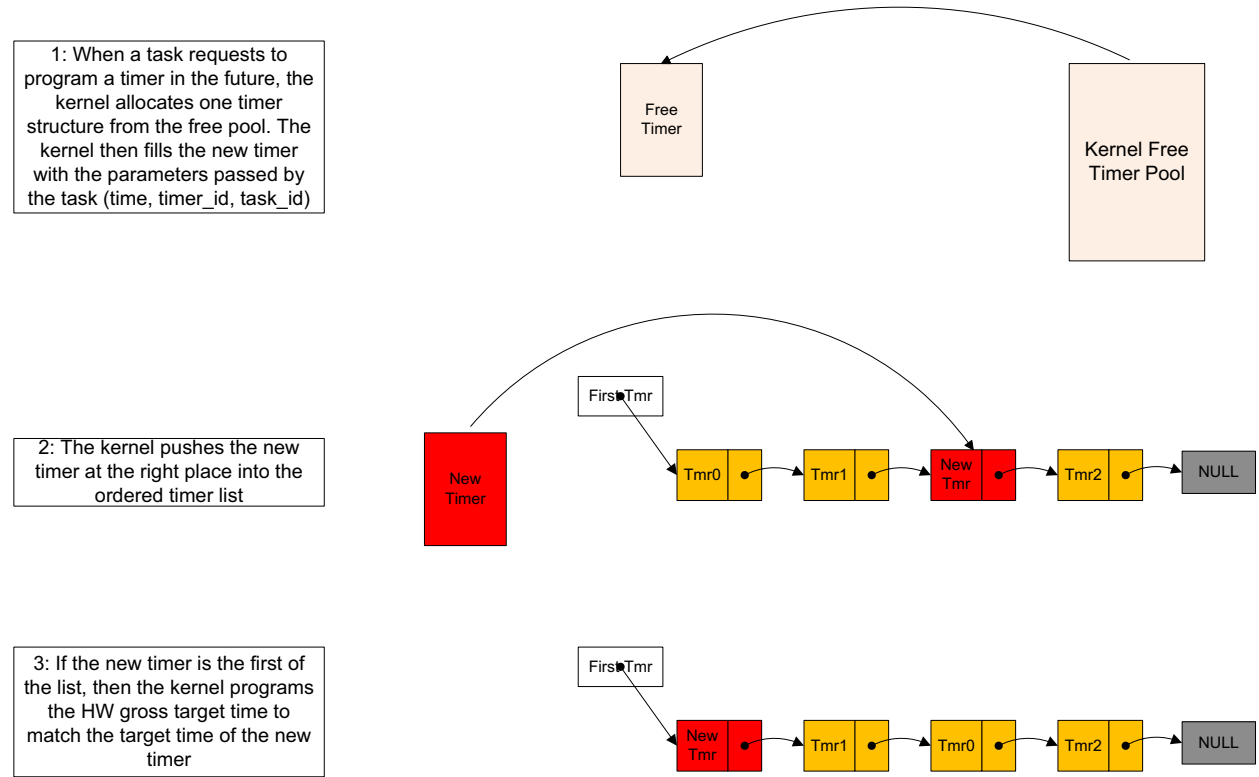 1: When a task requests to
program a timer in the future, the
kernel allocates one timer
structure from the free pool. The
kernel then fills the new timer
with the parameters passed by
the task (time, timer_id, task_id)
Free
Timer
Kernel Free
Timer Pool
2: The kernel pushes the new
timer at the right place into the
ordered timer list
New
Timer
First Tmr
Tmr0
Tmr1
New
Tmr
Tmr2
NULL
3: If the new timer is the first of
the list, then the kernel programs
the HW gross target time to
match the target time of the new
timer
First Tmr
New
Tmr
Tmr1
Tmr0
Tmr2
NULL